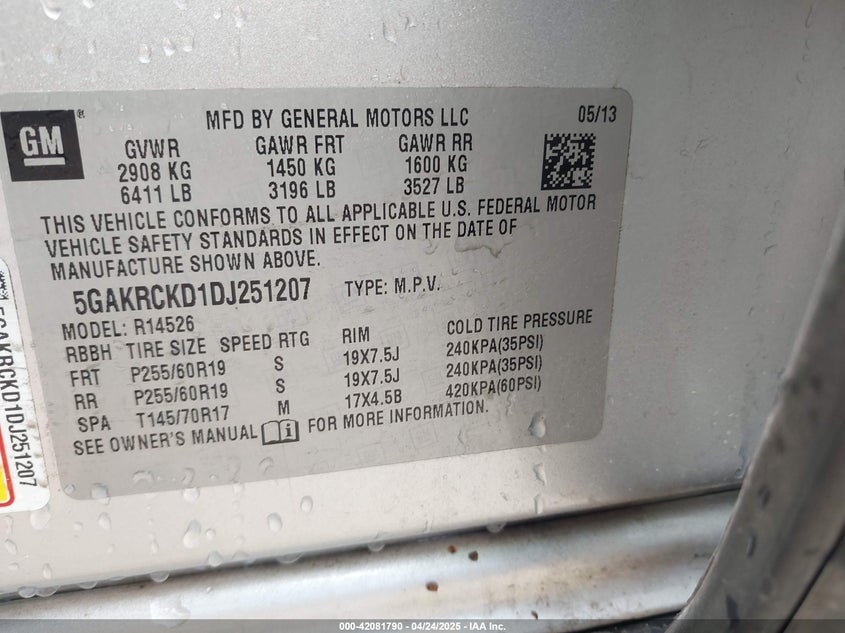 GM
®
MFD BY GENERAL MOTORS LLC 05/13
GVWR GAWR FRT GAWR RR
2908 KG 1450 KG 1600 KG
6411 LB 3196 LB 3527 LB
THIS VEHICLE CONFORMS TO ALL APPLICABLE U.S. FEDERAL MOTOR
VEHICLE SAFETY STANDARDS IN EFFECT ON THE DATE OF
MANUFACTURE SHOWN ABOVE.
5GAKRCKD1DJ251207 TYPE: M.P.V.
MODEL: R14526
RBBH TIRE SIZE SPEED RTG RIM COLD TIRE PRESSURE
FRT P255/60R19 S 19X7.5J 240KPA(35PSI)
RR P255/60R19 S 19X7.5J 240KPA(35PSI)
SPA T145/70R17 M 17X4.5B 420KPA(60PSI)
SEE OWNER'S MANUAL FOR MORE INFORMATION.
5GAKRCKD1DJ251207
000-42081790 - 04/24/2025 - IAA Inc.